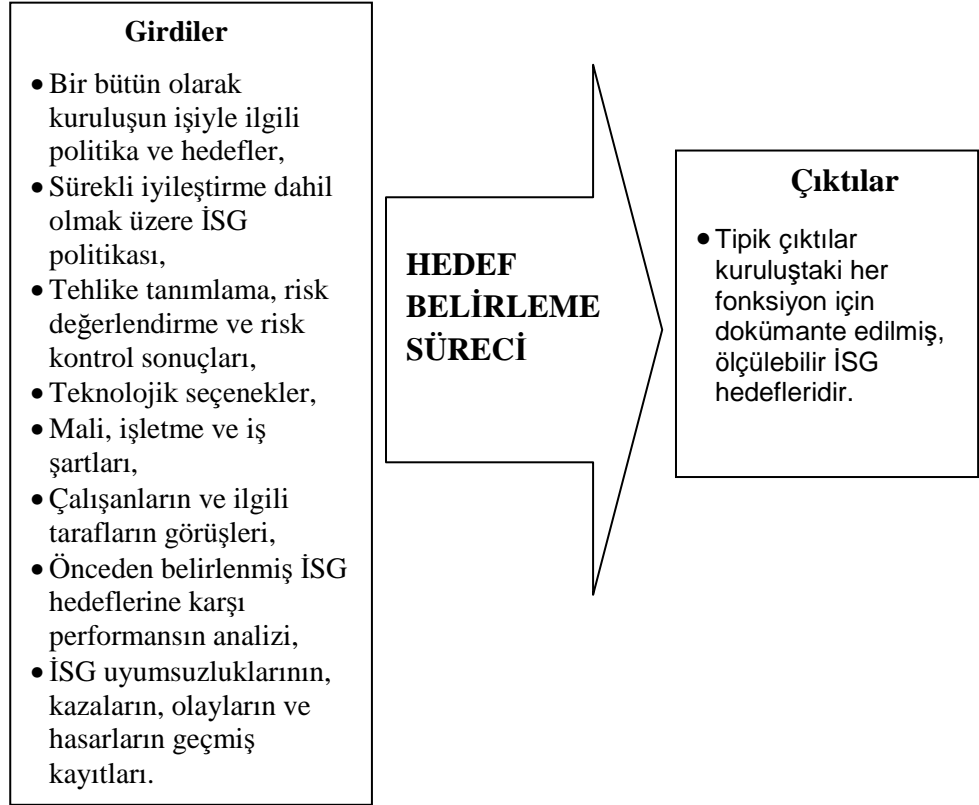 Girdiler
• Bir bütün olarak
kuruluşun işiyle ilgili
politika ve hedefler,
• Sürekli iyileştirme dahil
olmak üzere İSG
politikası,
• Tehlike tanımlama, risk
değerlendirme ve risk
kontrol sonuçları,
• Teknolojik seçenekler,
• Mali, işletme ve iş
şartları,
• Çalışanların ve ilgili
tarafların görüşleri,
• Önceden belirlenmiş İSG
hedeflerine karşı
performansın analizi,
• İSG uyumsuzluklarının,
kazaların, olayların ve
hasarların geçmiş
kayıtları.
HEDEF
BELİRLEME
SÜRECİ
Çıktılar
• Tipik çıktılar
kuruluştaki her
fonksiyon için
dokümante edilmiş,
ölçülebilir İSG
hedefleridir.